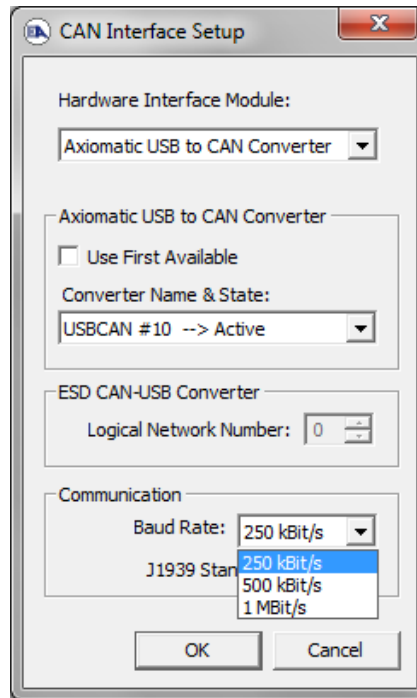 CAN Interface Setup
Hardware Interface Module:
Axiomatic USB to CAN Converter
Axiomatic USB to CAN Converter
Use First Available
Converter Name & State:
USBCAN #10 --> Active
ESD CAN-USB Converter
Logical Network Number: 0
Communication
Baud Rate: 250 kBit/s
250 kBit/s
J1939 Stan
500 kBit/s
1 MBit/s
OK Cancel